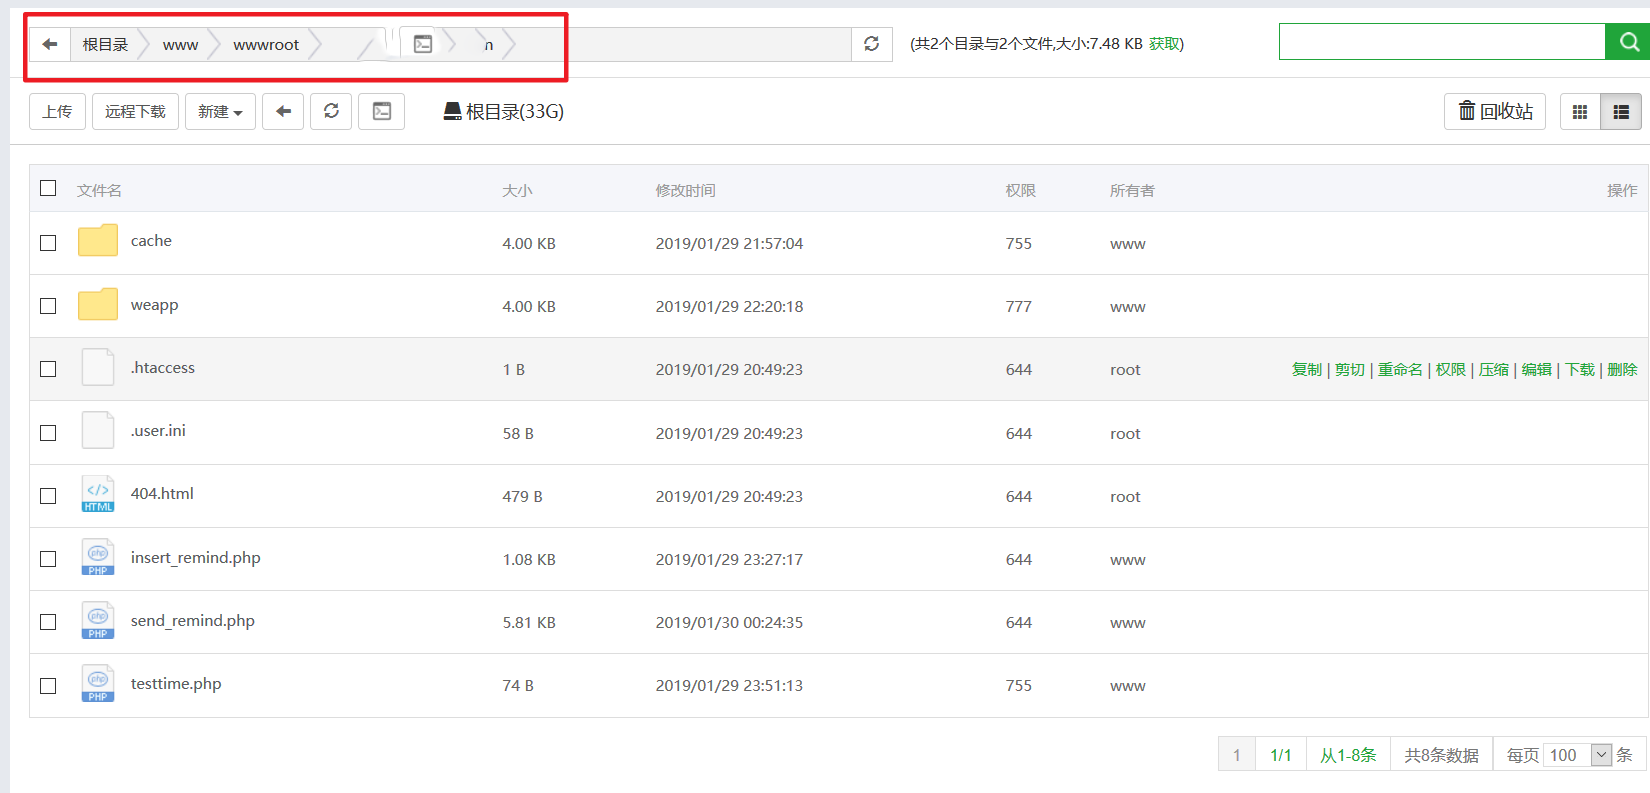 根目录 www wwwroot n (共2个目录与2个文件,大小:7.48 KB 获取)
上传 远程下载 新建 根目录(33G) 回收站
文件名 大小 修改时间 权限 所有者 操作
cache 4.00 KB 2019/01/29 21:57:04 755 www
weapp 4.00 KB 2019/01/29 22:20:18 777 www
.htaccess 1 B 2019/01/29 20:49:23 644 root 复制 | 剪切 | 重命名 | 权限 | 压缩 | 编辑 | 下载 | 删除
.user.ini 58 B 2019/01/29 20:49:23 644 root
404.html 479 B 2019/01/29 20:49:23 644 root
insert_remind.php 1.08 KB 2019/01/29 23:27:17 644 www
send_remind.php 5.81 KB 2019/01/30 00:24:35 644 www
testtime.php 74 B 2019/01/29 23:51:13 755 www
1 1/1 从1-8条 共8条数据 每页 100 条